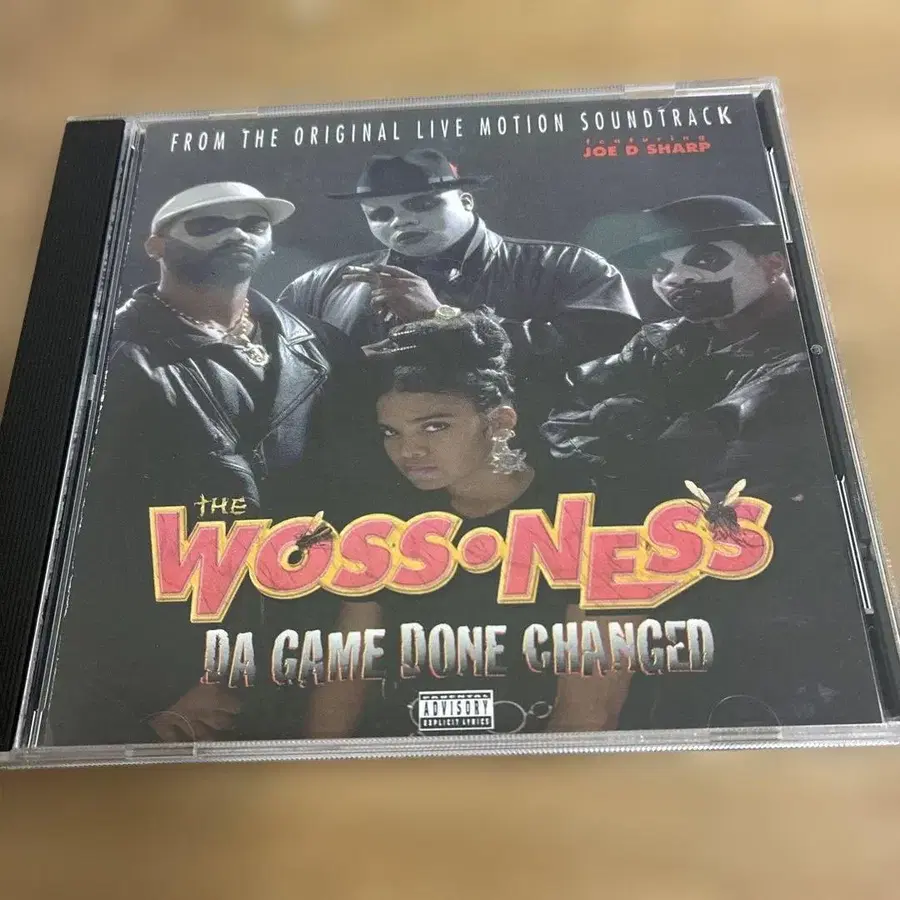 FROM THE ORIGINAL LIVE MOTION SOUNDTRACK
featuring
JOE D SHARP
THE
WOSS•NESS
DA GAME DONE CHANGED
PARENTAL
ADVISORY
EXPLICIT LYRICS